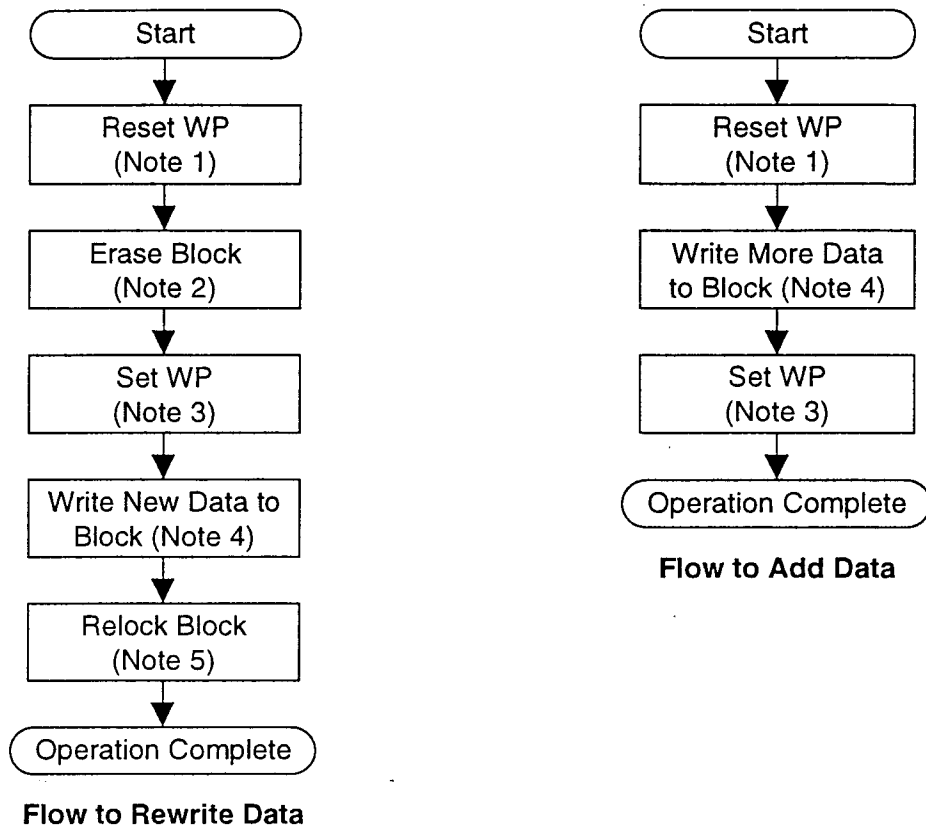 Start
Reset WP
(Note 1)
Erase Block
(Note 2)
Set WP
(Note 3)
Write New Data to
Block (Note 4)
Relock Block
(Note 5)
Operation Complete
Flow to Rewrite Data
Start
Reset WP
(Note 1)
Write More Data
to Block (Note 4)
Set WP
(Note 3)
Operation Complete
Flow to Add Data